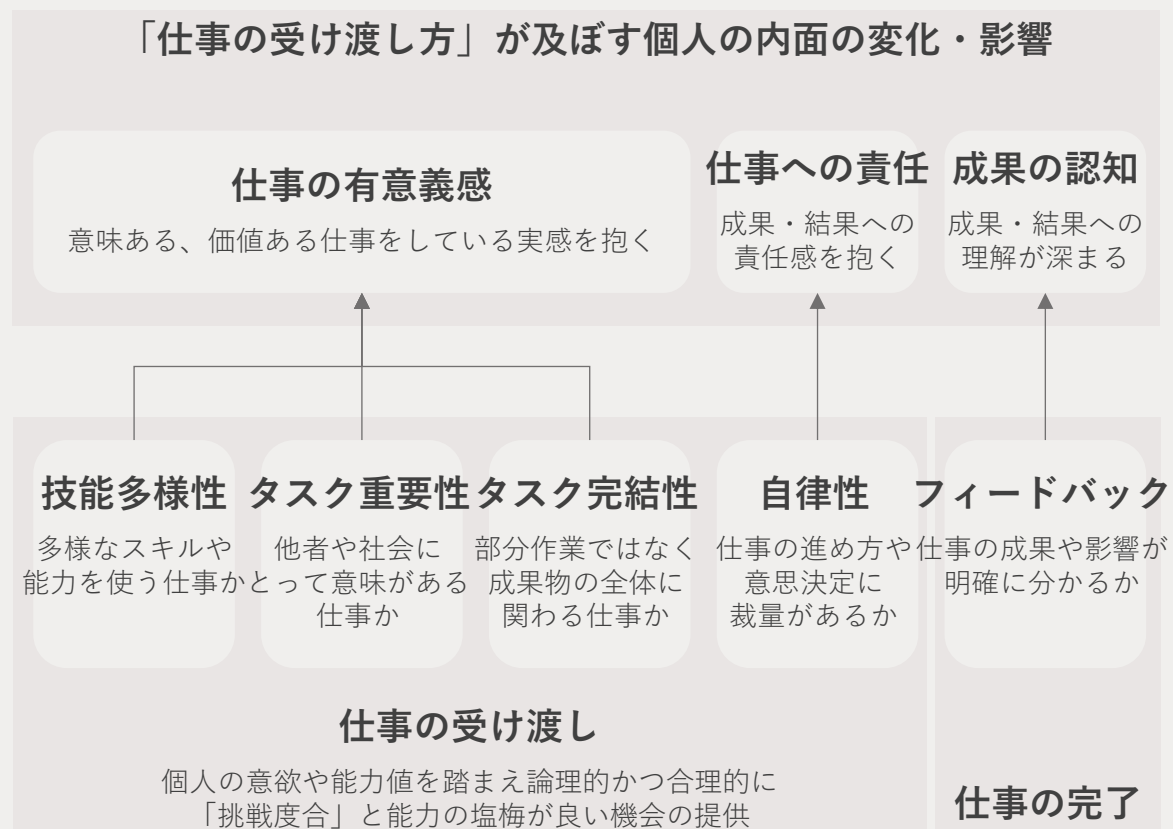 「仕事の受け渡し方」が及ぼす個人の内面の変化・影響
仕事の有意義感
意味ある、価値ある仕事をしている実感を抱く
仕事への責任
成果・結果への
責任感を抱く
成果の認知
成果・結果への
理解が深まる
技能多様性
多様なスキルや
能力を使う仕事か
タスク重要性
他者や社会に
とって意味がある
仕事か
タスク完結性
部分作業ではなく
成果物の全体に
関わる仕事か
自律性
仕事の進め方や
意思決定に
裁量があるか
フィードバック
仕事の成果や影響が
明確に分かるか
仕事の受け渡し
個人の意欲や能力値を踏まえ論理的かつ合理的に
「挑戦度合」と能力の塩梅が良い機会の提供
仕事の完了